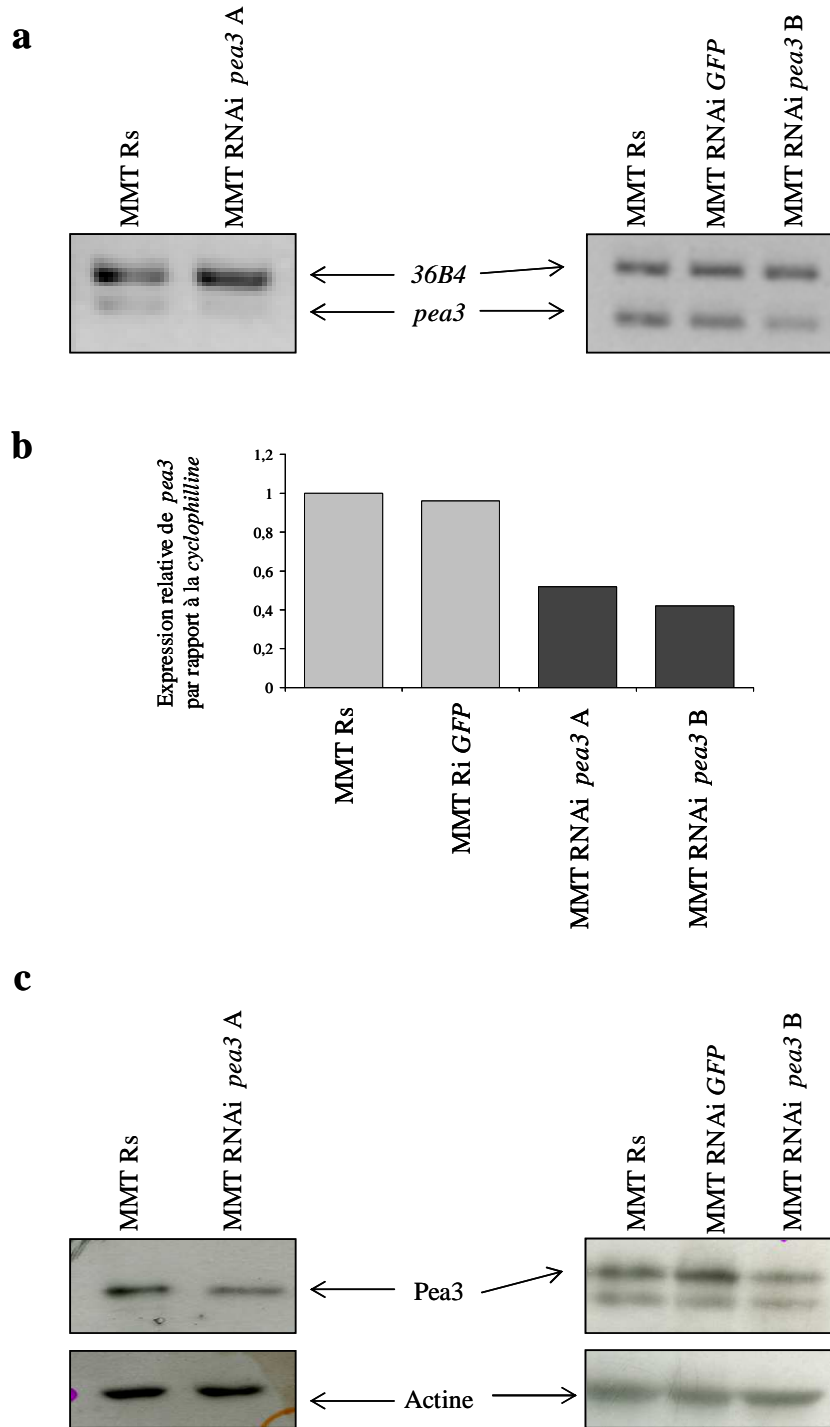 a
MMT Rs
MMT RNAi pea3 A
MMT Rs
MMT RNAi GFP
MMT RNAi pea3 B
36B4
pea3
b
Expression relative de pea3
par rapport à la cyclophilline
1,2
1
0,8
0,6
0,4
0,2
0
MMT Rs
MMT Ri GFP
MMT RNAi pea3 A
MMT RNAi pea3 B
c
MMT Rs
MMT RNAi pea3 A
MMT Rs
MMT RNAi GFP
MMT RNAi pea3 B
Pea3
Actine